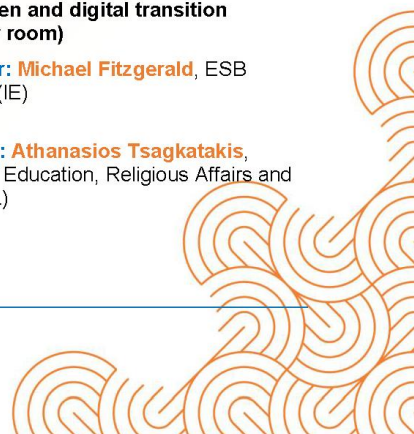 en and digital transition
room)
r: Michael Fitzgerald, ESB
(IE)
: Athanasios Tsagkatakis,
Education, Religious Affairs and
)